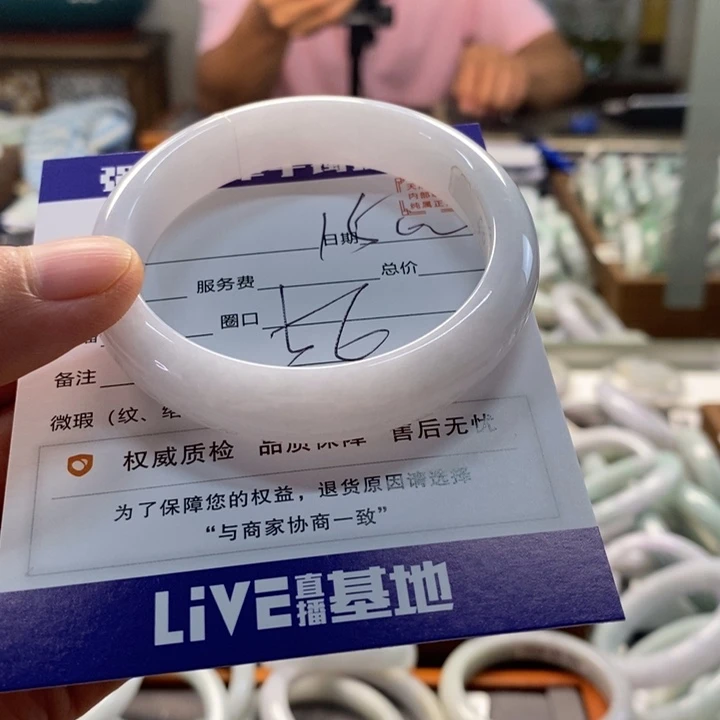 日期
服务费 总价
圈口 56
备注
微瑕（纹、
权威质检 品质保障 售后无忧
为了保障您的权益，退货原因请选择
“与商家协商一致”
LiVE直播基地